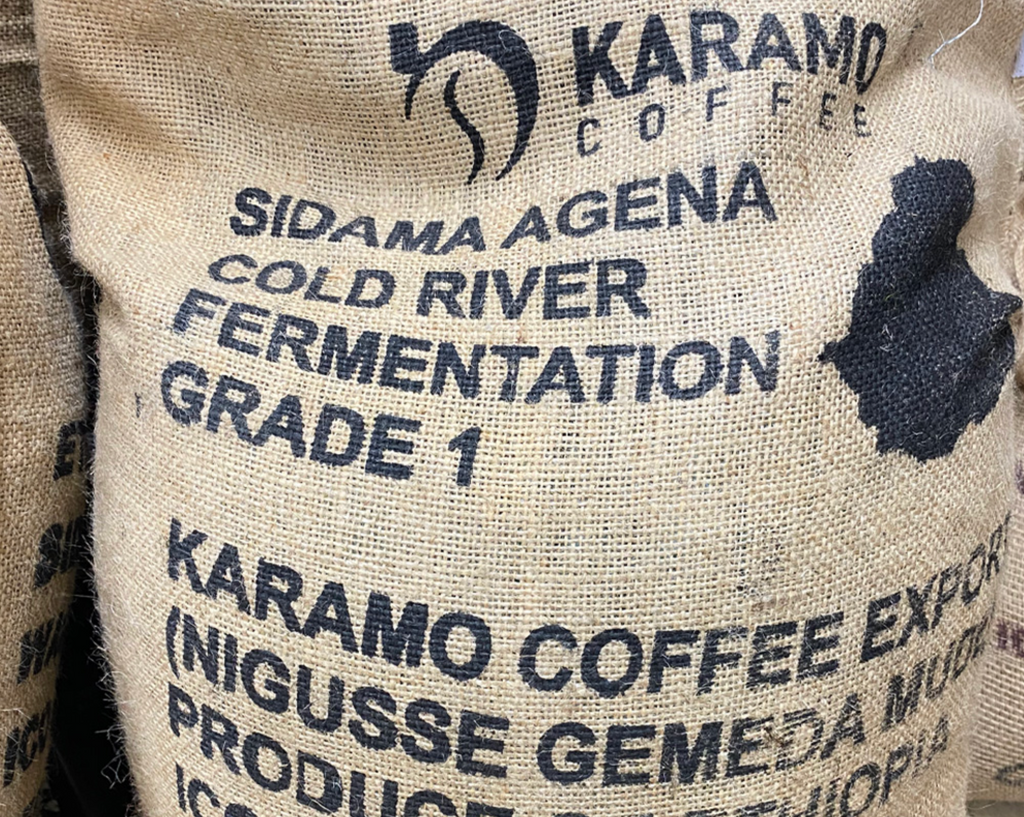 KARAMO
COFFEE
SIDAMA AGENA
COLD RIVER
FERMENTATION
GRADE 1
KARAMO COFFEE EXPORT
(NIGUSSE GEMEDA
PRODUCE